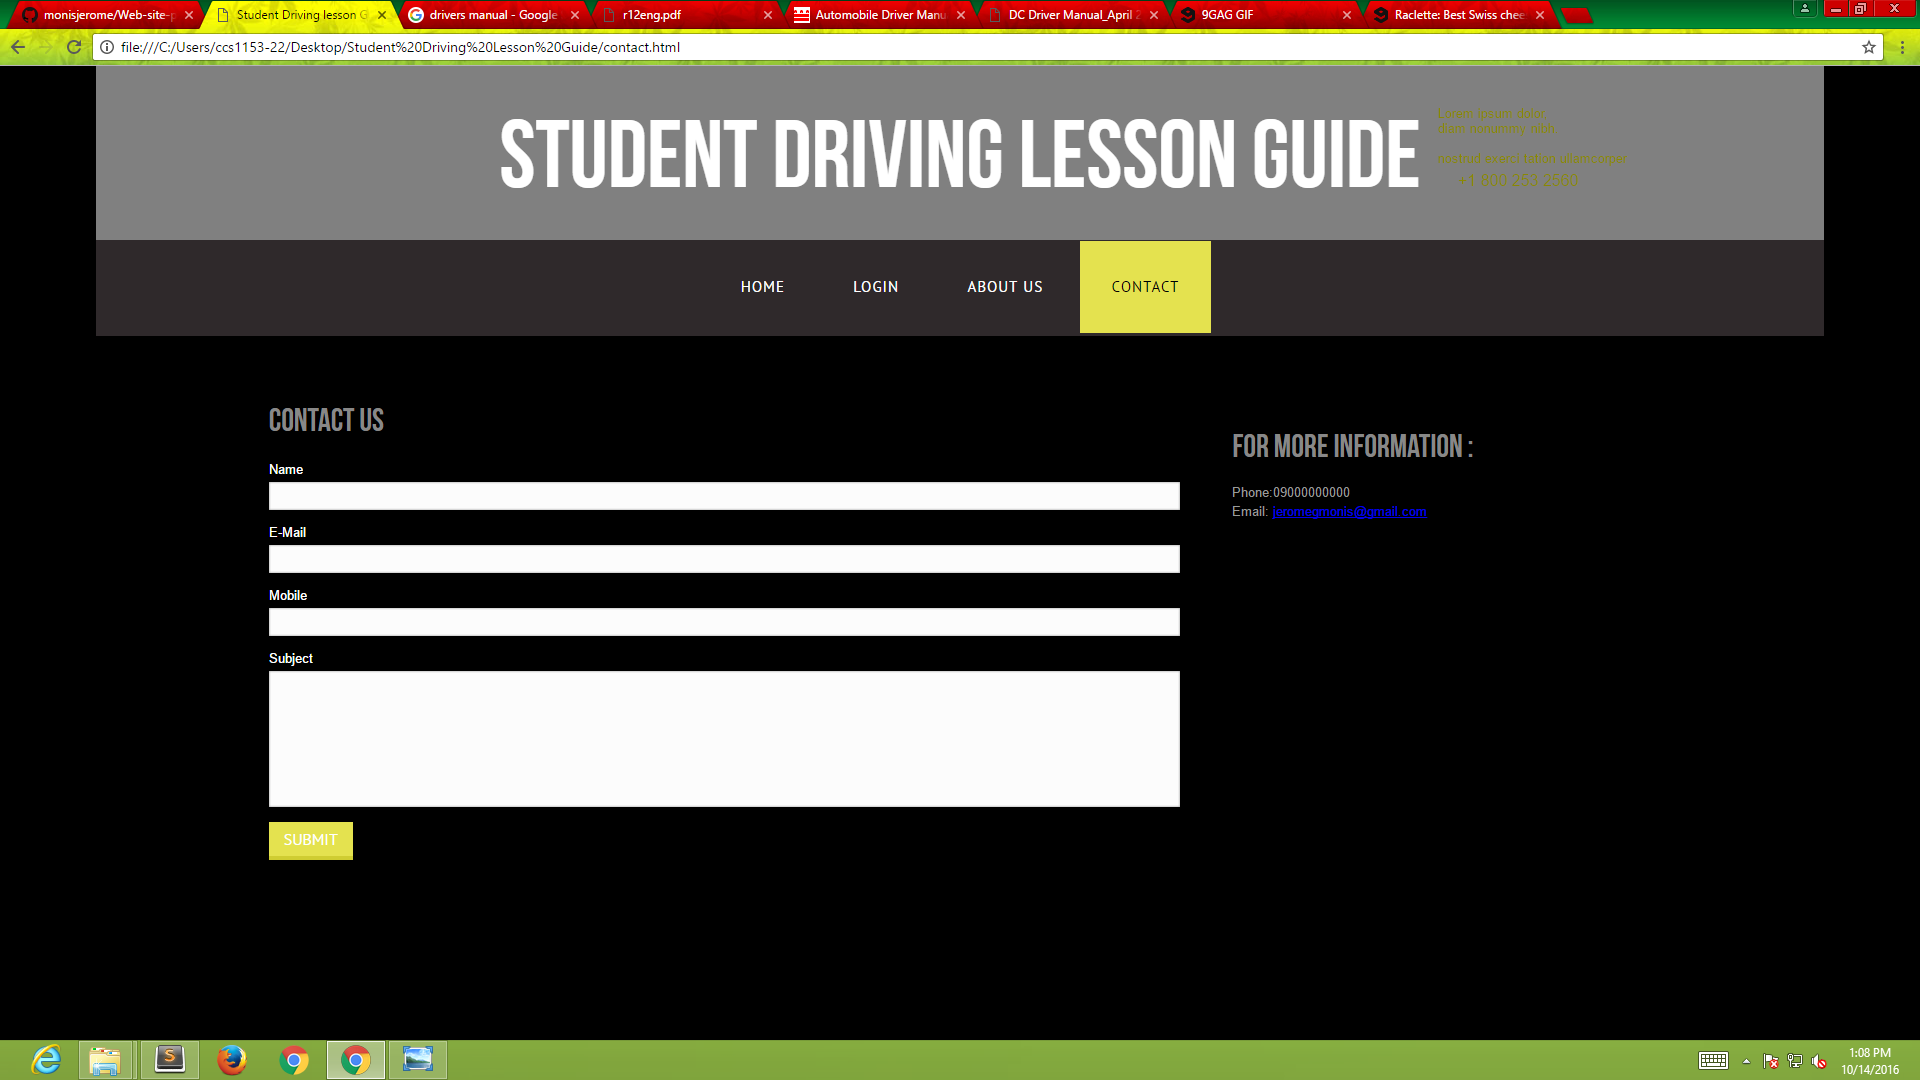 monisjerome/Web-site-p
Student Driving lesson G
drivers manual - Google
r12eng.pdf
Automobile Driver Manu
DC Driver Manual_April 2
9GAG GIF
Raclette: Best Swiss chee
file:///C:/Users/ccs1153-22/Desktop/Student%20Driving%20Lesson%20Guide/contact.html
STUDENT DRIVING LESSON GUIDE
Lorem ipsum dolor
diam nonummy nibh
nostrud exerci tation ullamcorper
+1 800 253 2560
HOME
LOGIN
ABOUT US
CONTACT
CONTACT US
Name
E-Mail
Mobile
Subject
SUBMIT
FOR MORE INFORMATION :
Phone:09000000000
Email: jeromegmonis@gmail.com
1:08 PM
10/14/2016